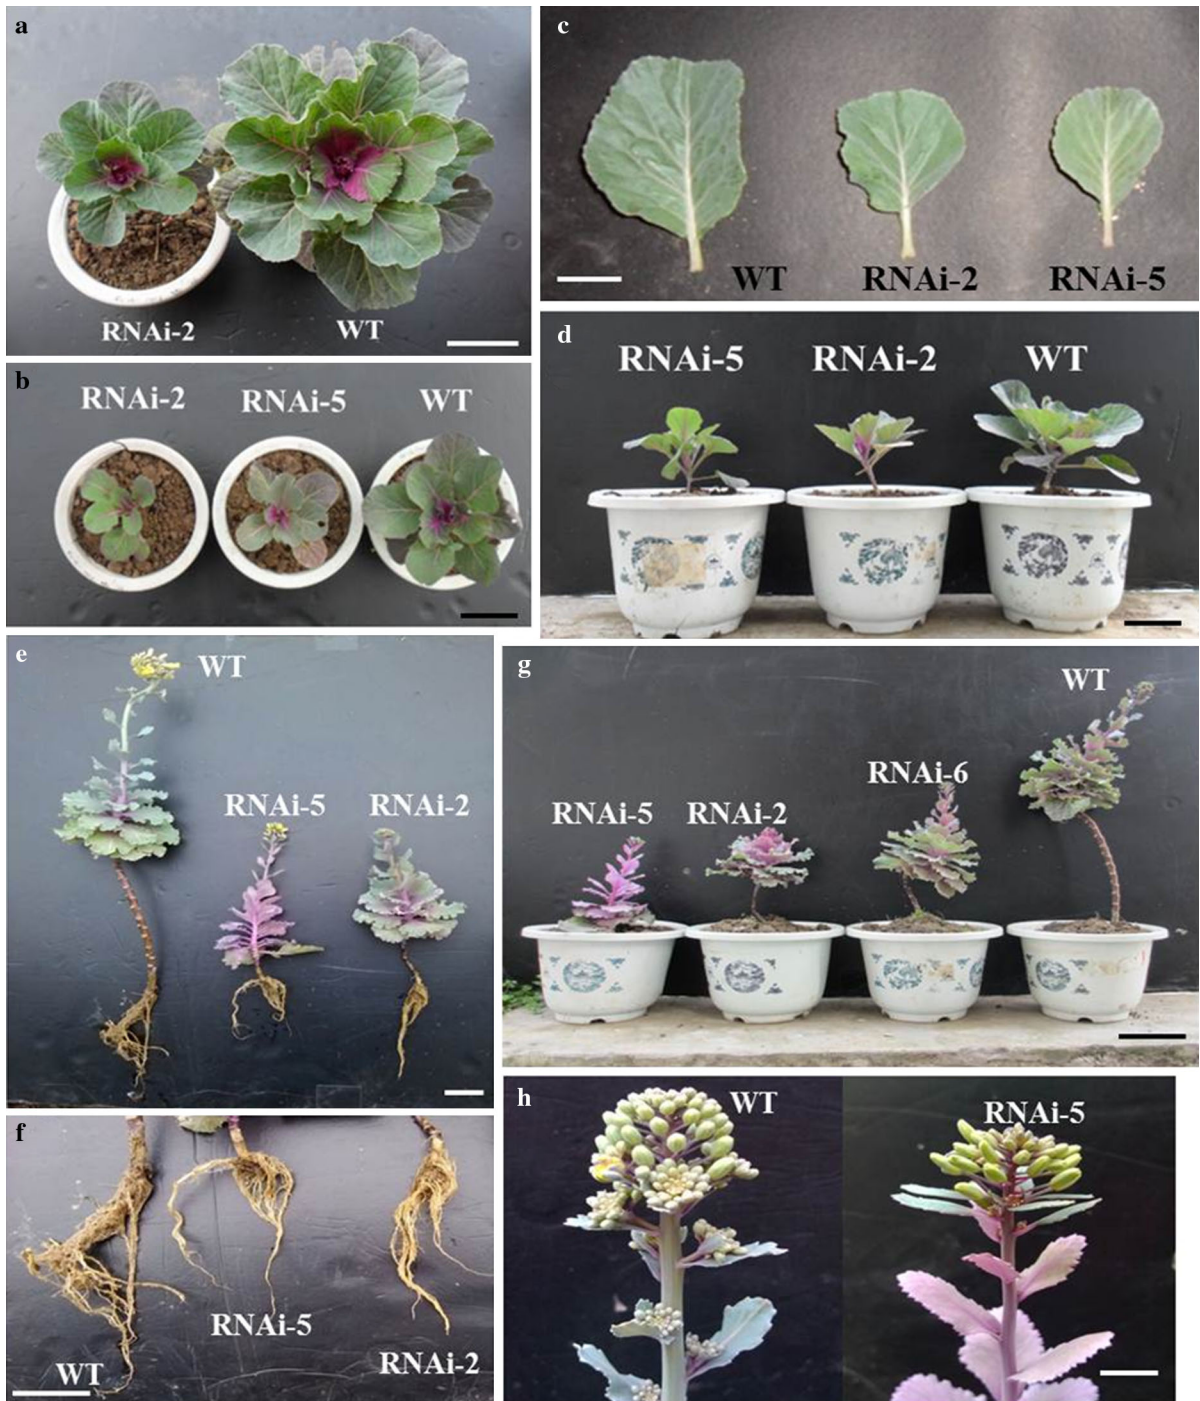 a
RNAi-2 WT
b
RNAi-2 RNAi-5 WT
c
WT RNAi-2 RNAi-5
d
RNAi-5 RNAi-2 WT
e
WT
RNAi-5 RNAi-2
f
RNAi-5
WT RNAi-2
g
WT
RNAi-6
RNAi-5 RNAi-2
h
WT RNAi-5